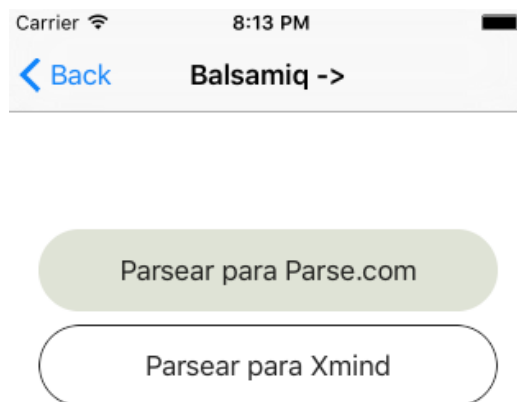 Carrier 8:13 PM
Back Balsamiq ->
Parsear para Parse.com
Parsear para Xmind